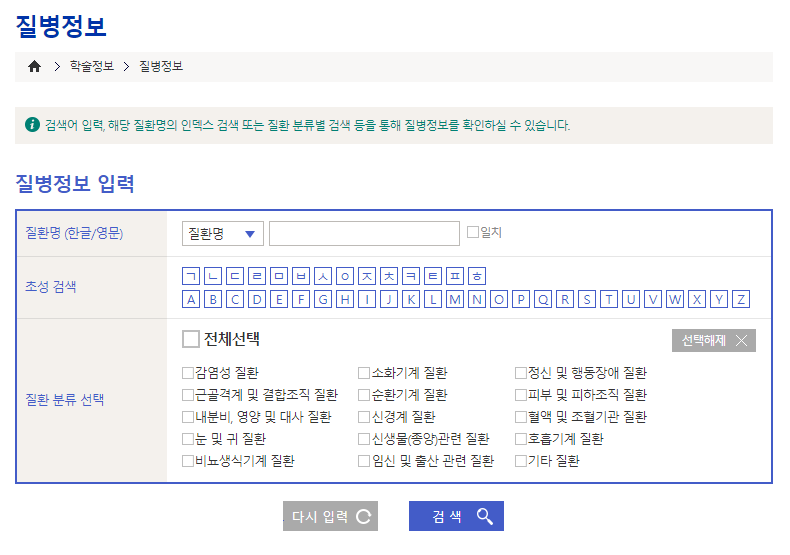 질병정보
학술정보 > 질병정보
검색어 입력, 해당 질환명의 인덱스 검색 또는 질환 분류별 검색 등을 통해 질병정보를 확인하실 수 있습니다.
질병정보 입력
질환명 (한글/영문) 질환명 일치
초성 검색
ㄱ ㄴ ㄷ ㄹ ㅁ ㅂ ㅅ ㅇ ㅈ ㅊ ㅋ ㅌ ㅍ ㅎ
A B C D E F G H I J K L M N O P Q R S T U V W X Y Z
질환 분류 선택
전체선택 선택해제
감염성 질환 소화기계 질환 정신 및 행동장애 질환
근골격계 및 결합조직 질환 순환기계 질환 피부 및 피하조직 질환
내분비, 영양 및 대사 질환 신경계 질환 혈액 및 조혈기관 질환
눈 및 귀 질환 신생물(종양)관련 질환 호흡기계 질환
비뇨생식기계 질환 임신 및 출산 관련 질환 기타 질환
다시 입력 검 색